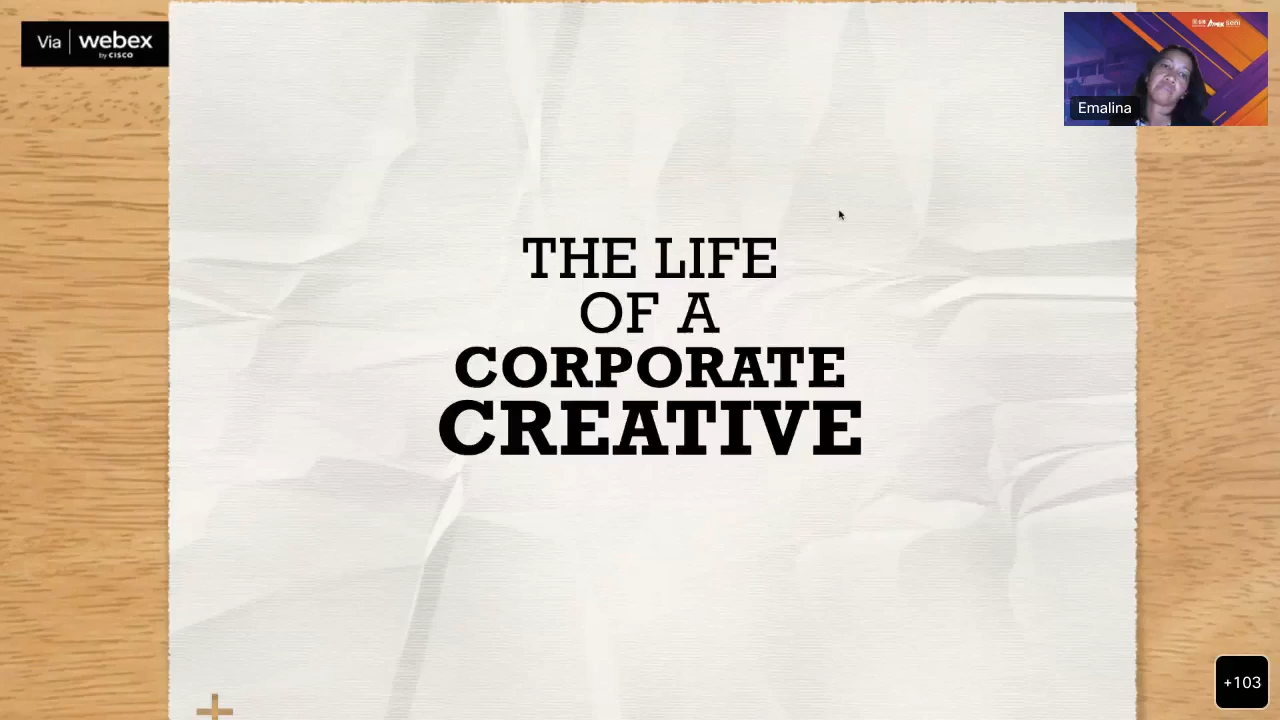 Via webex
by CISCO
Emalina
THE LIFE
OF A
CORPORATE
CREATIVE
+103